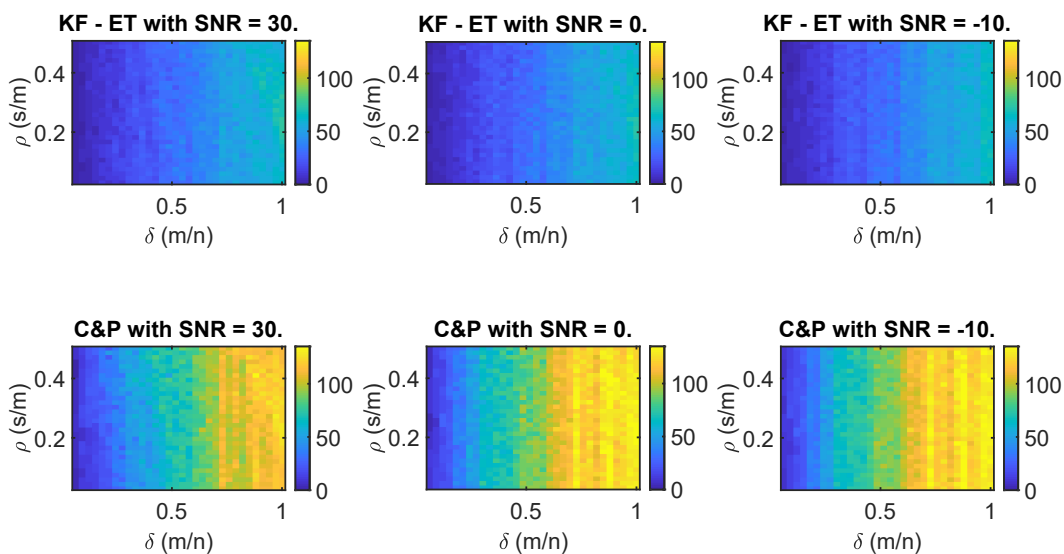 KF - ET with SNR = 30.
KF - ET with SNR = 0.
KF - ET with SNR = -10.
ρ (s/m)
0.4
0.2
0.5
1
δ (m/n)
100
50
0
ρ (s/m)
0.4
0.2
0.5
1
δ (m/n)
100
50
0
ρ (s/m)
0.4
0.2
0.5
1
δ (m/n)
100
50
0
C&P with SNR = 30.
C&P with SNR = 0.
C&P with SNR = -10.
ρ (s/m)
0.4
0.2
0.5
1
δ (m/n)
100
50
0
ρ (s/m)
0.4
0.2
0.5
1
δ (m/n)
100
50
0
ρ (s/m)
0.4
0.2
0.5
1
δ (m/n)
100
50
0